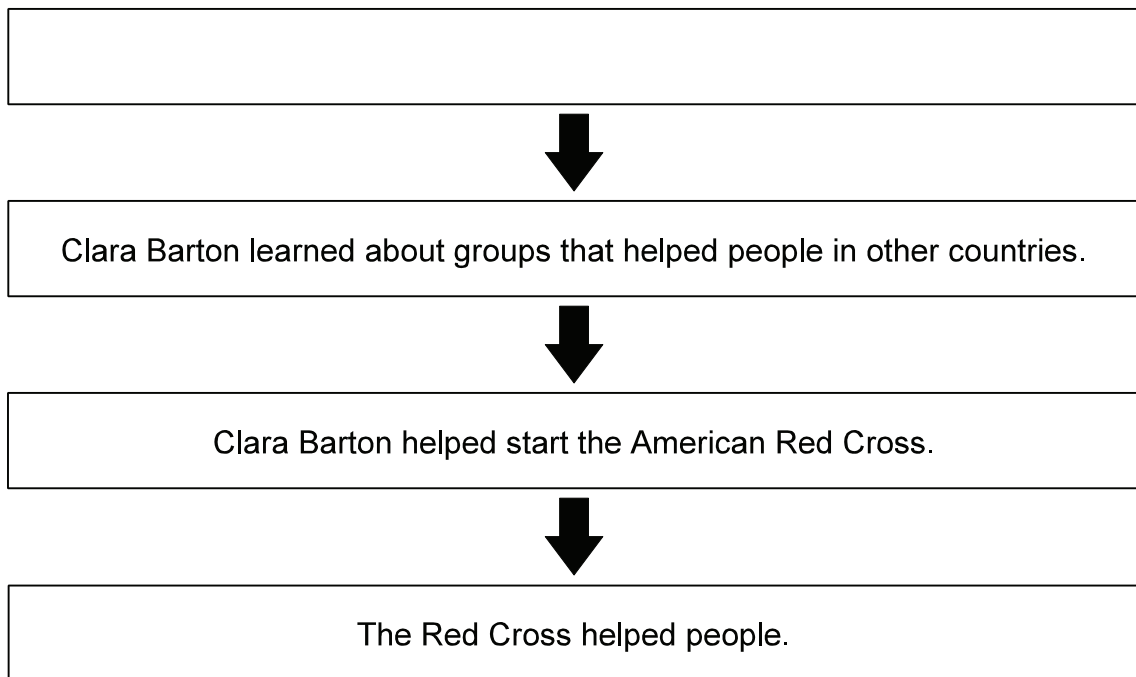 Clara Barton learned about groups that helped people in other countries.
Clara Barton helped start the American Red Cross.
The Red Cross helped people.